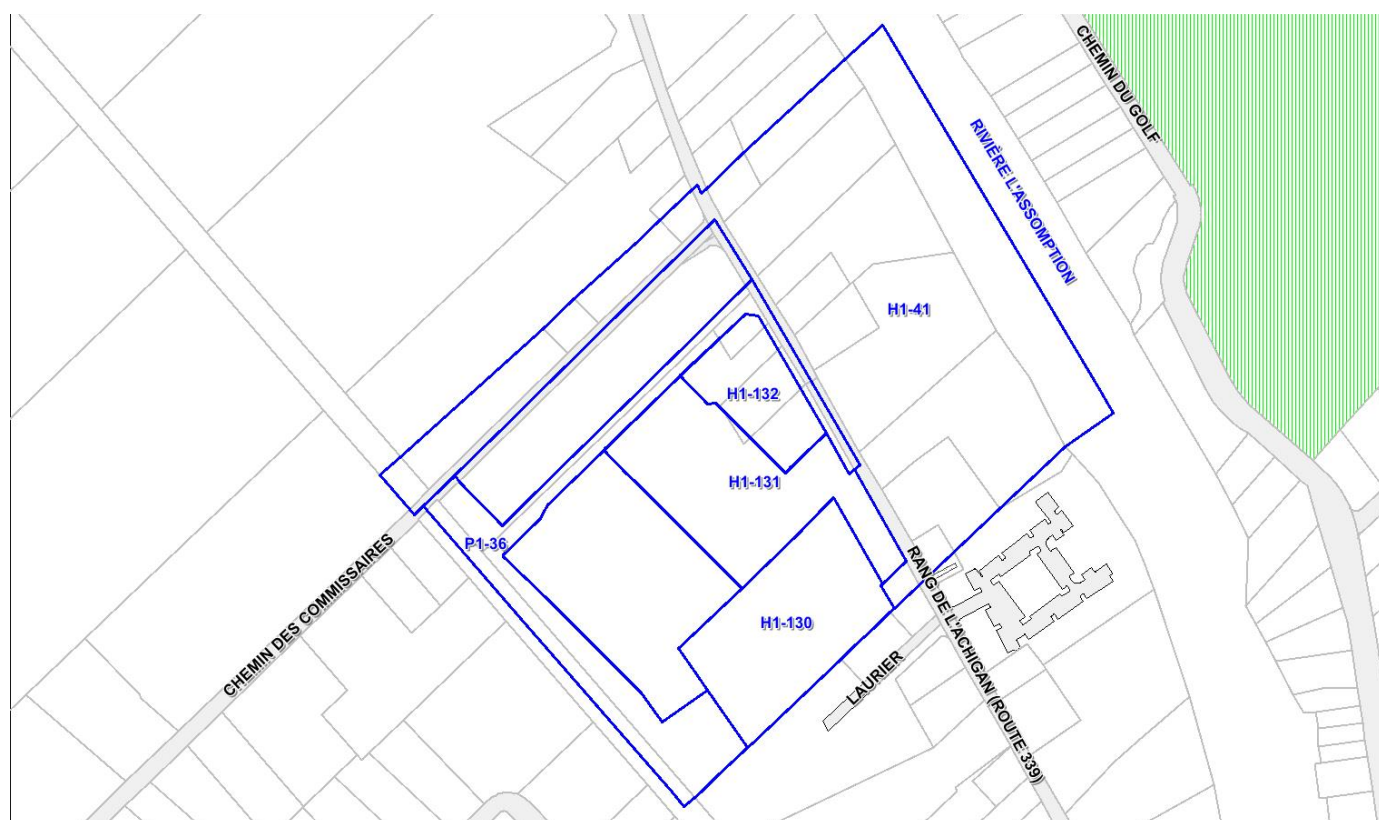 CHEMIN DU GOLF
RIVIÈRE L'ASSOMPTION
H1-41
H1-132
H1-131
P1-36
CHEMIN DES COMMISSAIRES
H1-130
RANG DE L'ACHIGAN (ROUTE 339)
LAURIER